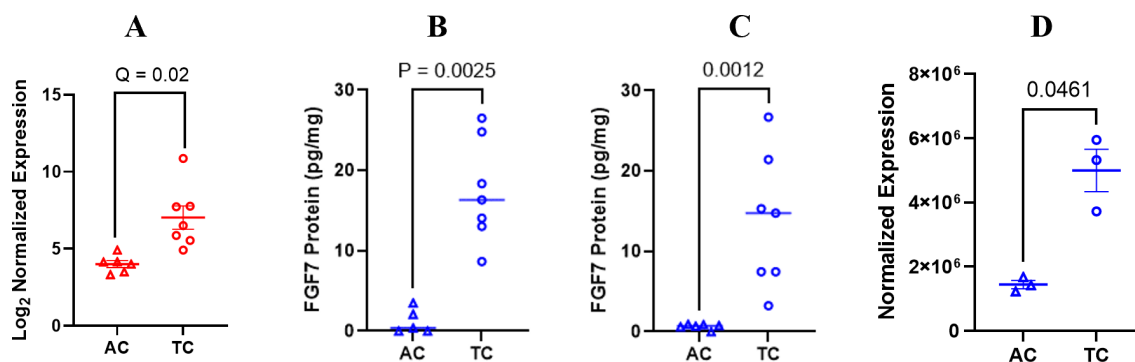 A
Log₂ Normalized Expression
15
10
5
0
Q = 0.02
AC
TC
B
FGF7 Protein (pg/mg)
30
20
10
0
P = 0.0025
AC
TC
C
FGF7 Protein (pg/mg)
30
20
10
0
0.0012
AC
TC
D
Normalized Expression
8×10⁶
6×10⁶
4×10⁶
2×10⁶
0
0.0461
AC
TC